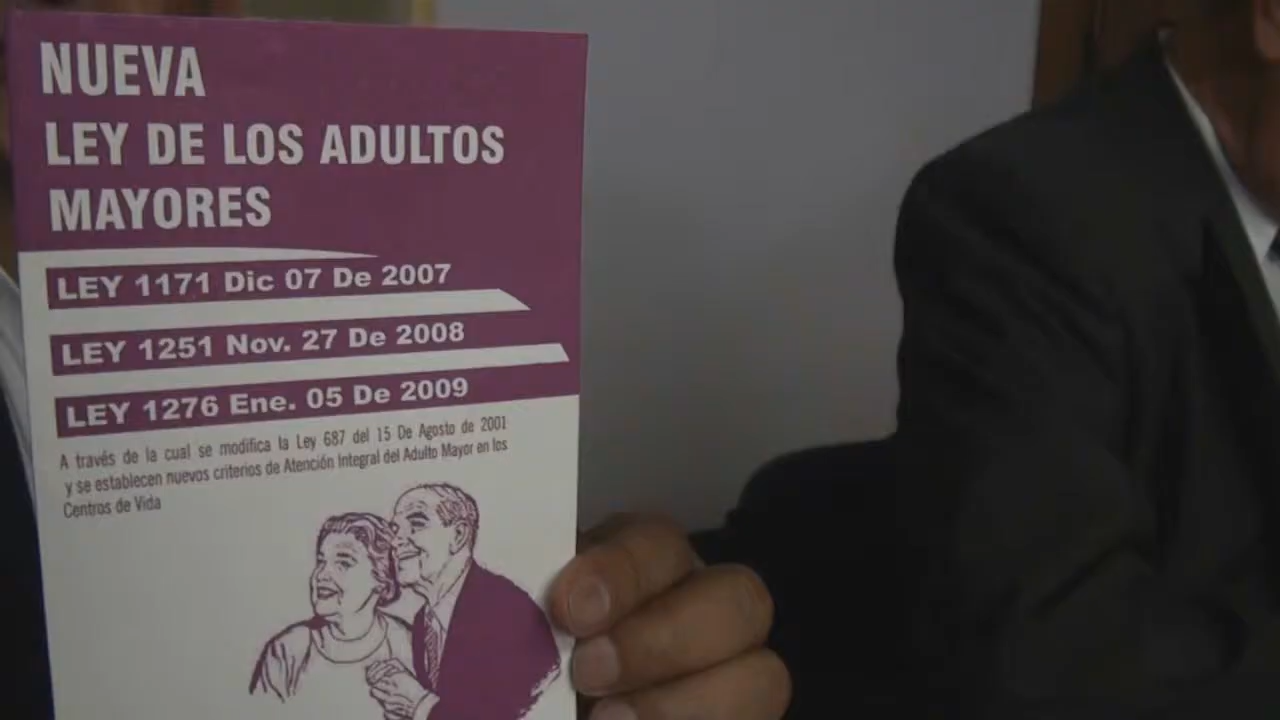 NUEVA
LEY DE LOS ADULTOS
MAYORES
LEY 1171 Dic 07 De 2007
LEY 1251 Nov. 27 De 2008
LEY 1276 Ene. 05 De 2009
A través de la cual se modifica la Ley 687 del 15 De Agosto de 2001
y se establecen nuevos criterios de Atención Integral del Adulto Mayor en los
Centros de Vida